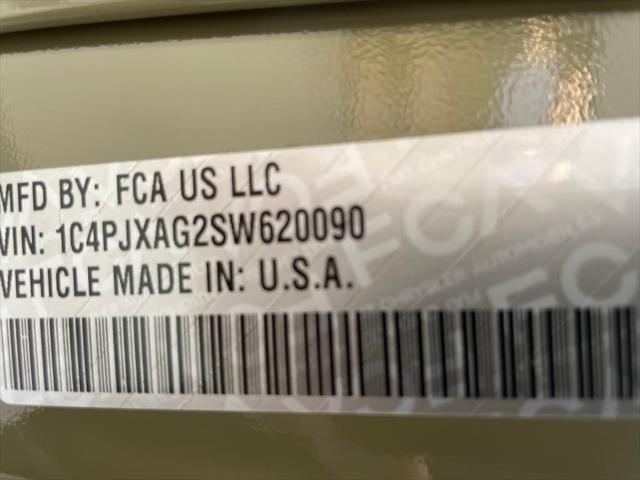 MFD BY: FCA US LLC
VIN: 1C4PJXAG2SW620090
VEHICLE MADE IN: U.S.A.